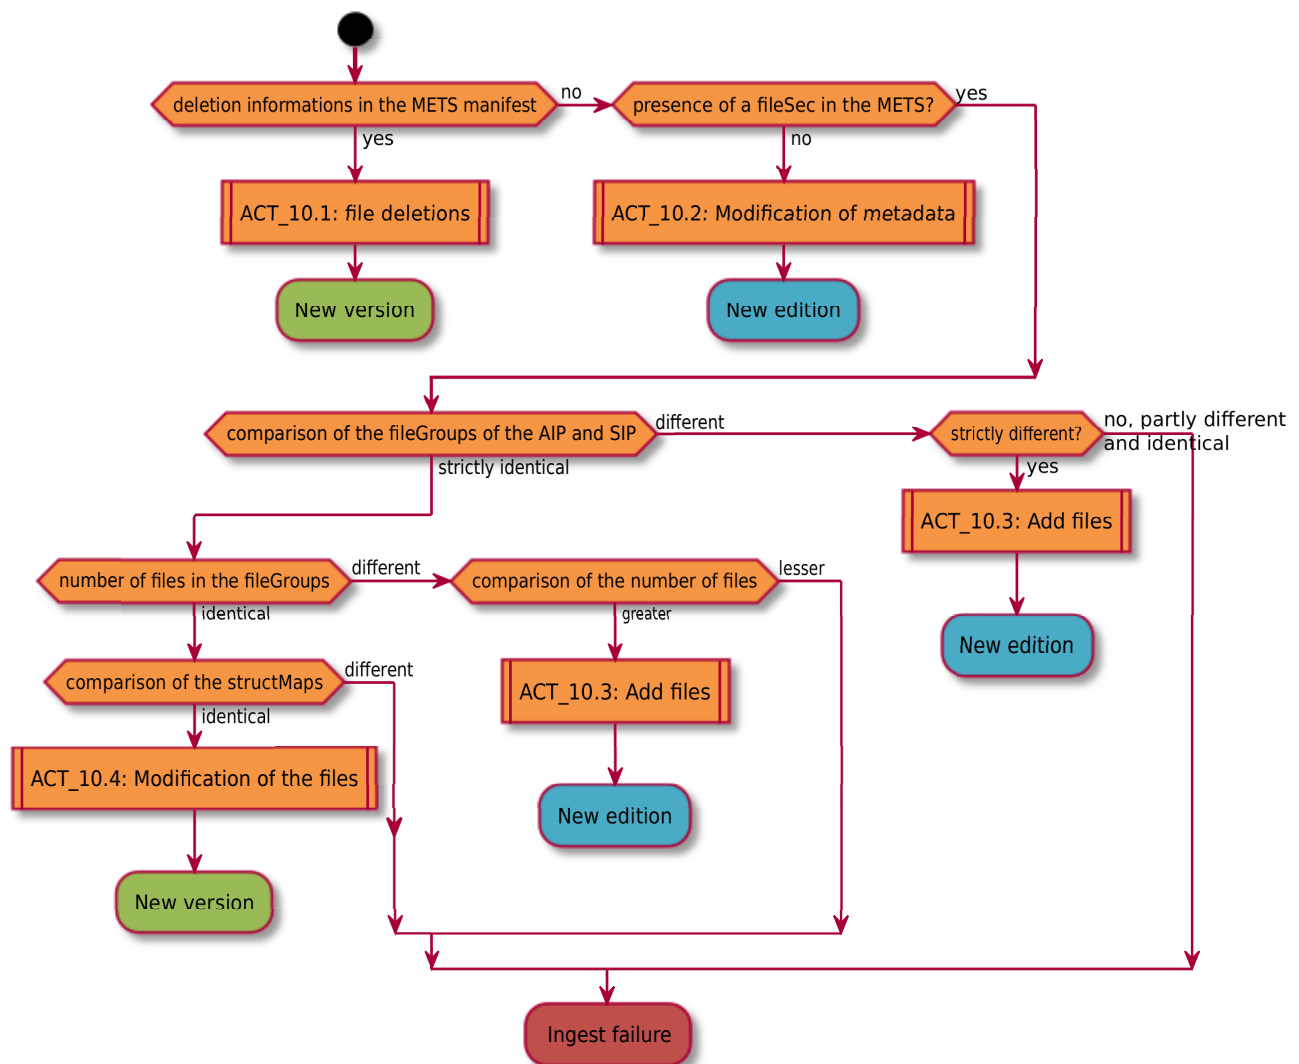 deletion informations in the METS manifest
no
presence of a fileSec in the METS?
yes
yes
no
ACT_10.1: file deletions
ACT_10.2: Modification of metadata
New version
New edition
comparison of the fileGroups of the AIP and SIP
different
strictly different?
no, partly different
and identical
strictly identical
yes
ACT_10.3: Add files
number of files in the fileGroups
different
comparison of the number of files
lesser
identical
greater
New edition
comparison of the structMaps
different
ACT_10.3: Add files
identical
ACT_10.4: Modification of the files
New edition
New version
Ingest failure